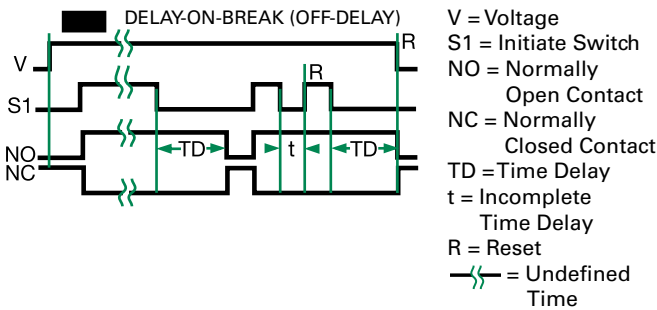 DELAY-ON-BREAK (OFF-DELAY)
R
V
R
S1
TD
t
TD
NO
NC
V = Voltage
S1 = Initiate Switch
NO = Normally
Open Contact
NC = Normally
Closed Contact
TD = Time Delay
t = Incomplete
Time Delay
R = Reset
= Undefined
Time